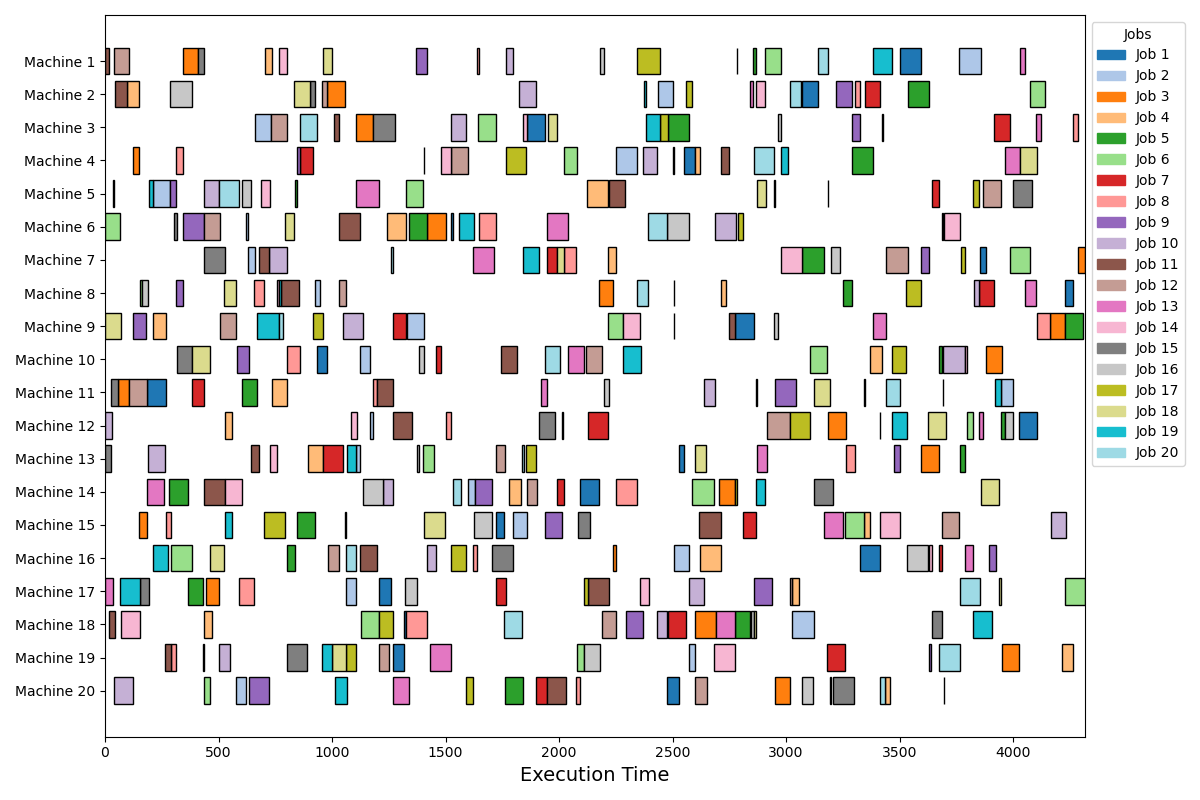 Machine 1
Machine 2
Machine 3
Machine 4
Machine 5
Machine 6
Machine 7
Machine 8
Machine 9
Machine 10
Machine 11
Machine 12
Machine 13
Machine 14
Machine 15
Machine 16
Machine 17
Machine 18
Machine 19
Machine 20
0 500 1000 1500 2000 2500 3000 3500 4000
Execution Time
Jobs
Job 1
Job 2
Job 3
Job 4
Job 5
Job 6
Job 7
Job 8
Job 9
Job 10
Job 11
Job 12
Job 13
Job 14
Job 15
Job 16
Job 17
Job 18
Job 19
Job 20